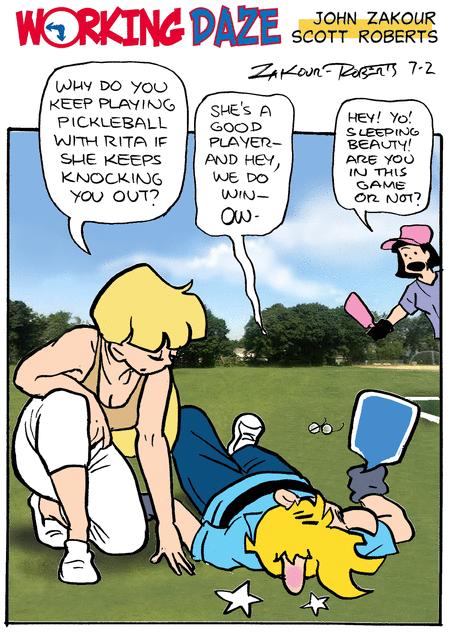 WORKING DAZE
JOHN ZAKOUR
SCOTT ROBERTS
ZAKOUR-ROBERTS 7-2
WHY DO YOU
KEEP PLAYING
PICKLEBALL
WITH RITA IF
SHE KEEPS
KNOCKING
YOU OUT?
SHE'S A
GOOD
PLAYER-
AND HEY,
WE DO
WIN-
OW-
HEY! YO!
SLEEPING
BEAUTY!
ARE YOU
IN THIS
GAME
OR NOT?